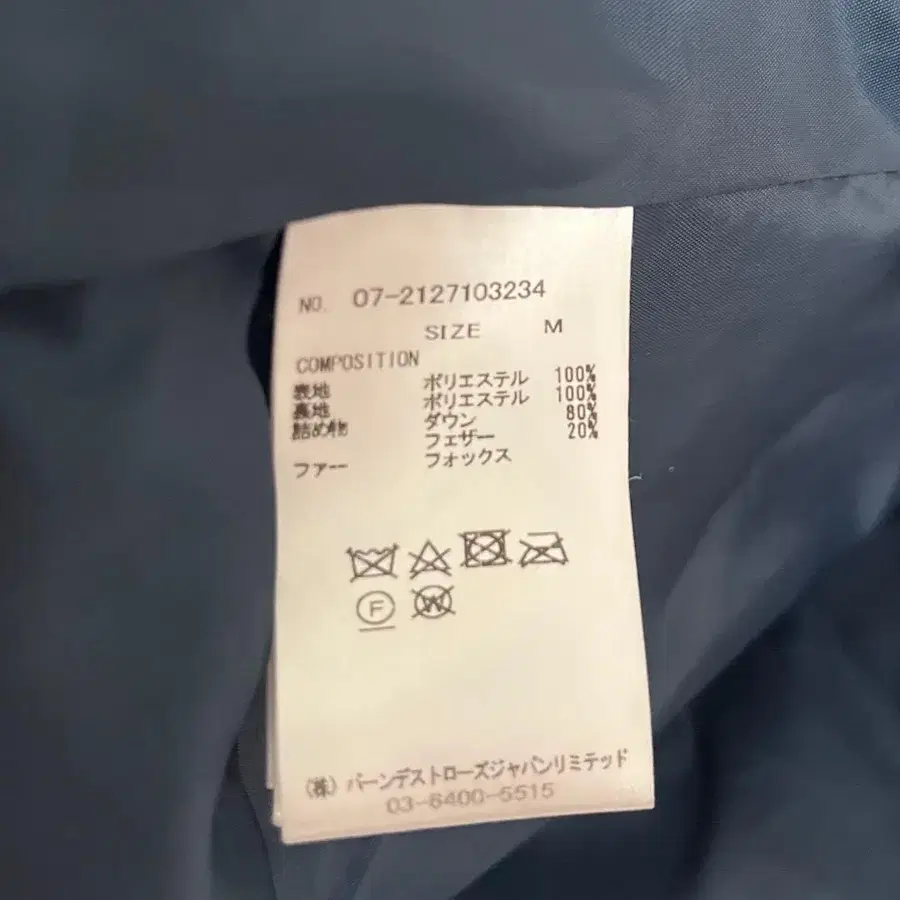 NO. 07-2127103234
SIZE M
COMPOSITION
表地 ポリエステル 100%
裏地 ポリエステル 100%
詰め物 ダウン 80%
フェザー 20%
ファー フォックス
F W
(株) バーンデストローズジャパンリミテッド
03-6400-5515